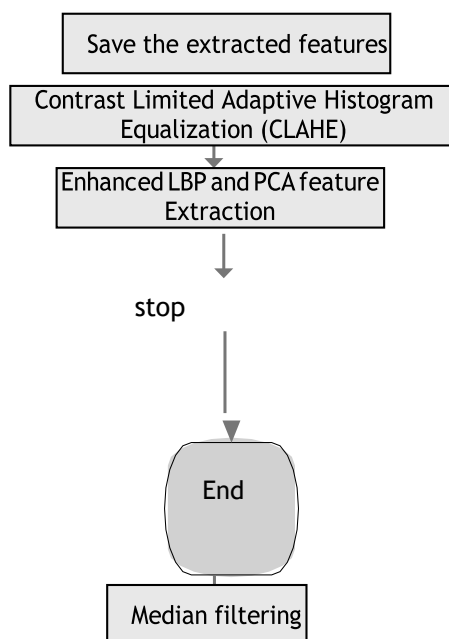 Save the extracted features
Contrast Limited Adaptive Histogram
Equalization (CLAHE)
Enhanced LBP and PCA feature
Extraction
stop
End
Median filtering